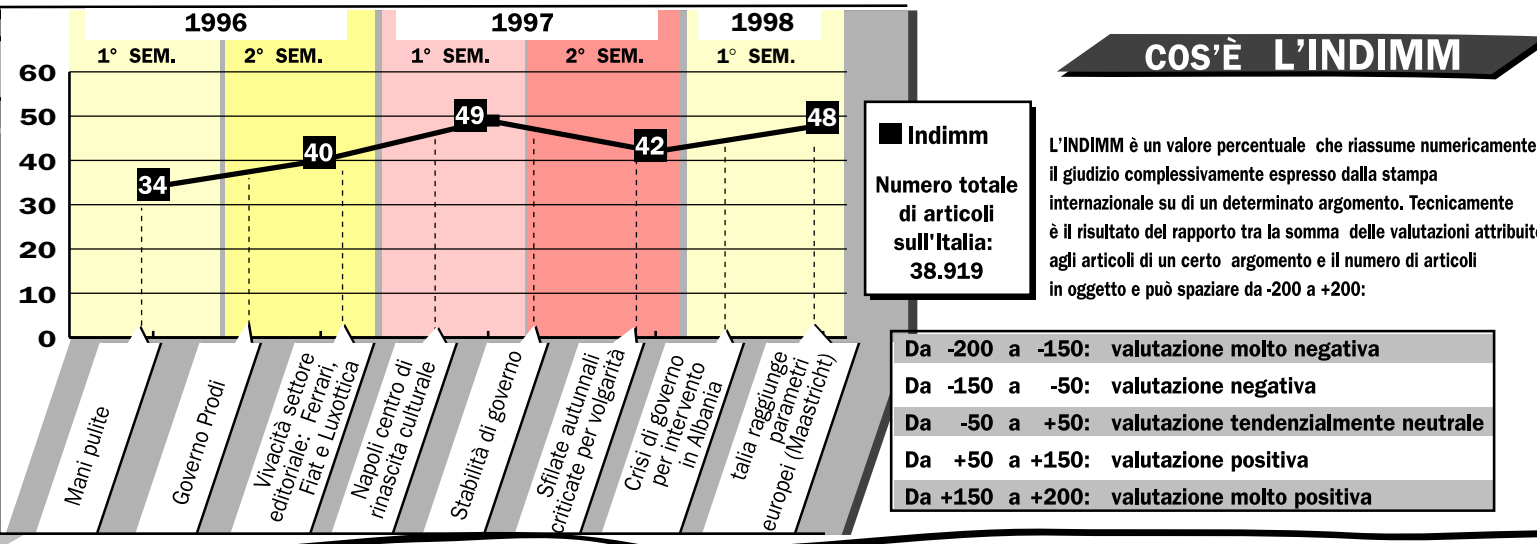 1996
1997
1998
1° SEM.
2° SEM.
1° SEM.
2° SEM.
1° SEM.
60
50
40
30
20
10
0
34
40
49
42
48
Mani pulite
Governo Prodi
Vivacità settore
editoriale: Ferrari,
Fiat e Luxottica
Napoli centro di
rinascita culturale
Stabilità di governo
Sfilate autunnali
criticate per volgarità
Crisi di governo
per intervento
in Albania
talia raggiunge
parametri
europei (Maastricht)
Indimm
Numero totale
di articoli
sull'Italia:
38.919
COS'È L'INDIMM
L'INDIMM è un valore percentuale che riassume numericamente
il giudizio complessivamente espresso dalla stampa
internazionale su di un determinato argomento. Tecnicamente
è il risultato del rapporto tra la somma delle valutazioni attribuite
agli articoli di un certo argomento e il numero di articoli
in oggetto e può spaziare da -200 a +200:
Da -200 a -150: valutazione molto negativa
Da -150 a -50: valutazione negativa
Da -50 a +50: valutazione tendenzialmente neutrale
Da +50 a +150: valutazione positiva
Da +150 a +200: valutazione molto positiva